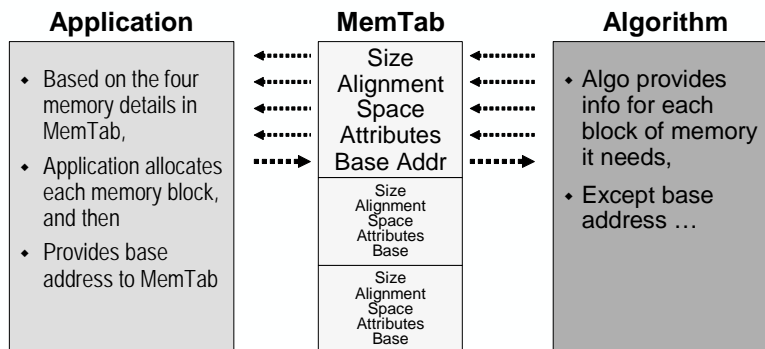 Application
MemTab
Algorithm
◆ Based on the four
memory details in
MemTab,
◆ Application allocates
each memory block,
and then
◆ Provides base
address to MemTab
Size
Alignment
Space
Attributes
Base Addr
Size
Alignment
Space
Attributes
Base
Size
Alignment
Space
Attributes
Base
◆ Algo provides
info for each
block of memory
it needs,
◆ Except base
address …